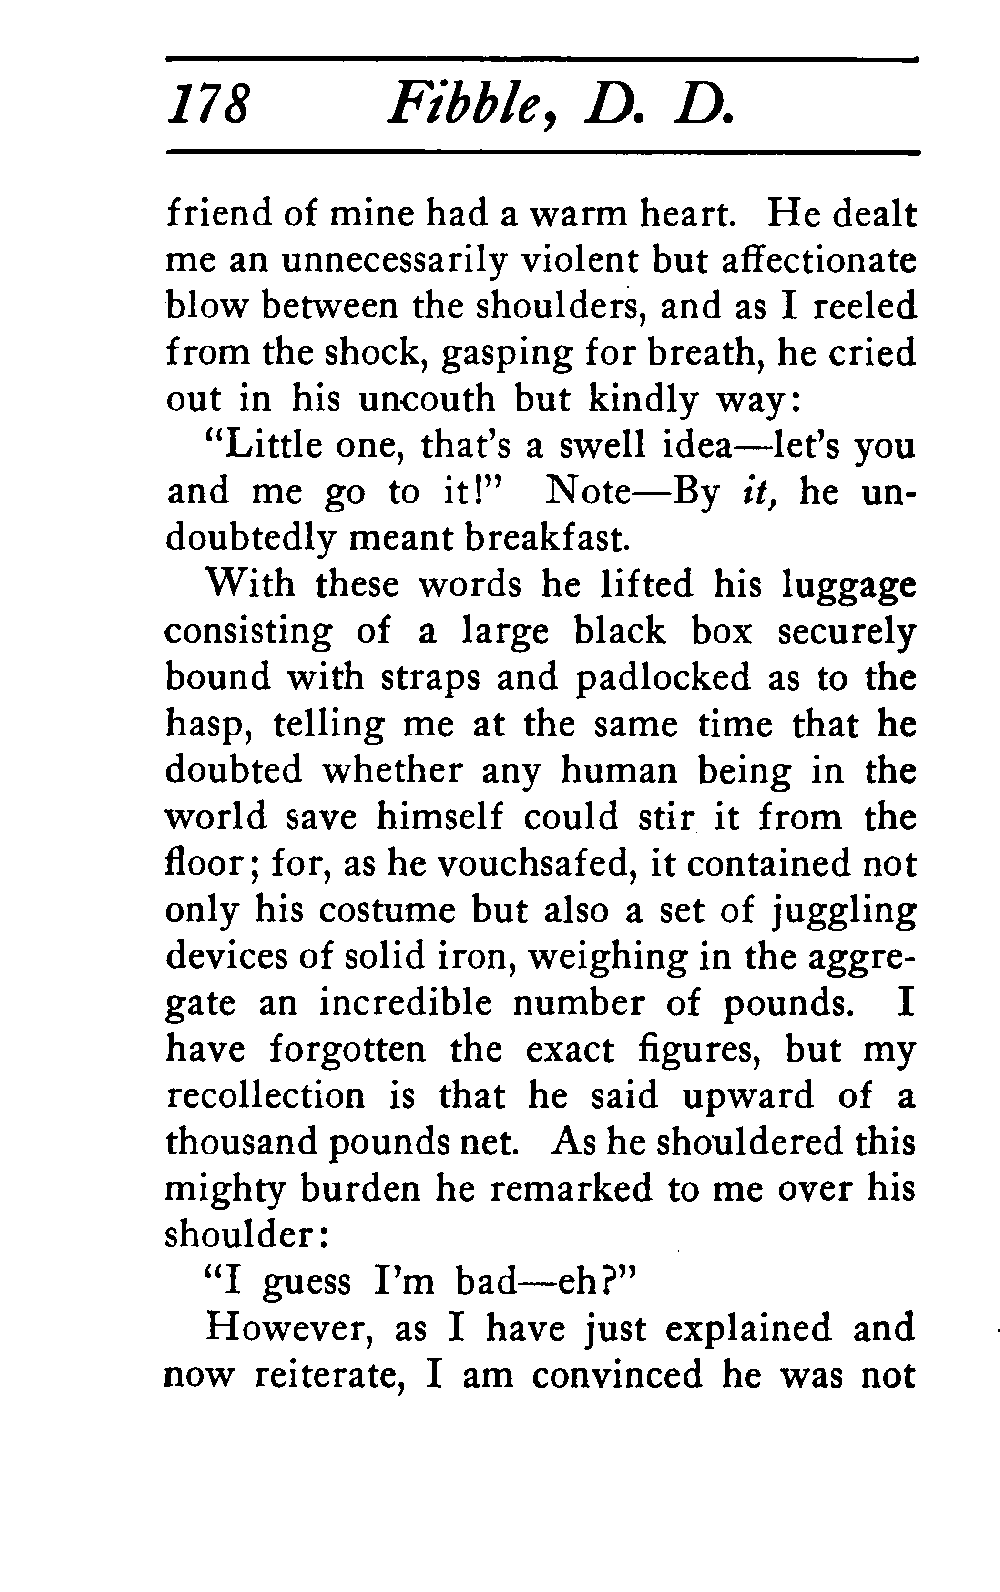 178 Fibble, D. D.
friend of mine had a warm heart. He dealt
me an unnecessarily violent but affectionate
blow between the shoulders, and as I reeled
from the shock, gasping for breath, he cried
out in his uncouth but kindly way:
"Little one, that's a swell idea—let's you
and me go to it!" Note—By it, he un-
doubtedly meant breakfast.
With these words he lifted his luggage
consisting of a large black box securely
bound with straps and padlocked as to the
hasp, telling me at the same time that he
doubted whether any human being in the
world save himself could stir it from the
floor; for, as he vouchsafed, it contained not
only his costume but also a set of juggling
devices of solid iron, weighing in the aggre-
gate an incredible number of pounds. I
have forgotten the exact figures, but my
recollection is that he said upward of a
thousand pounds net. As he shouldered this
mighty burden he remarked to me over his
shoulder:
"I guess I'm bad—eh?"
However, as I have just explained and
now reiterate, I am convinced he was not